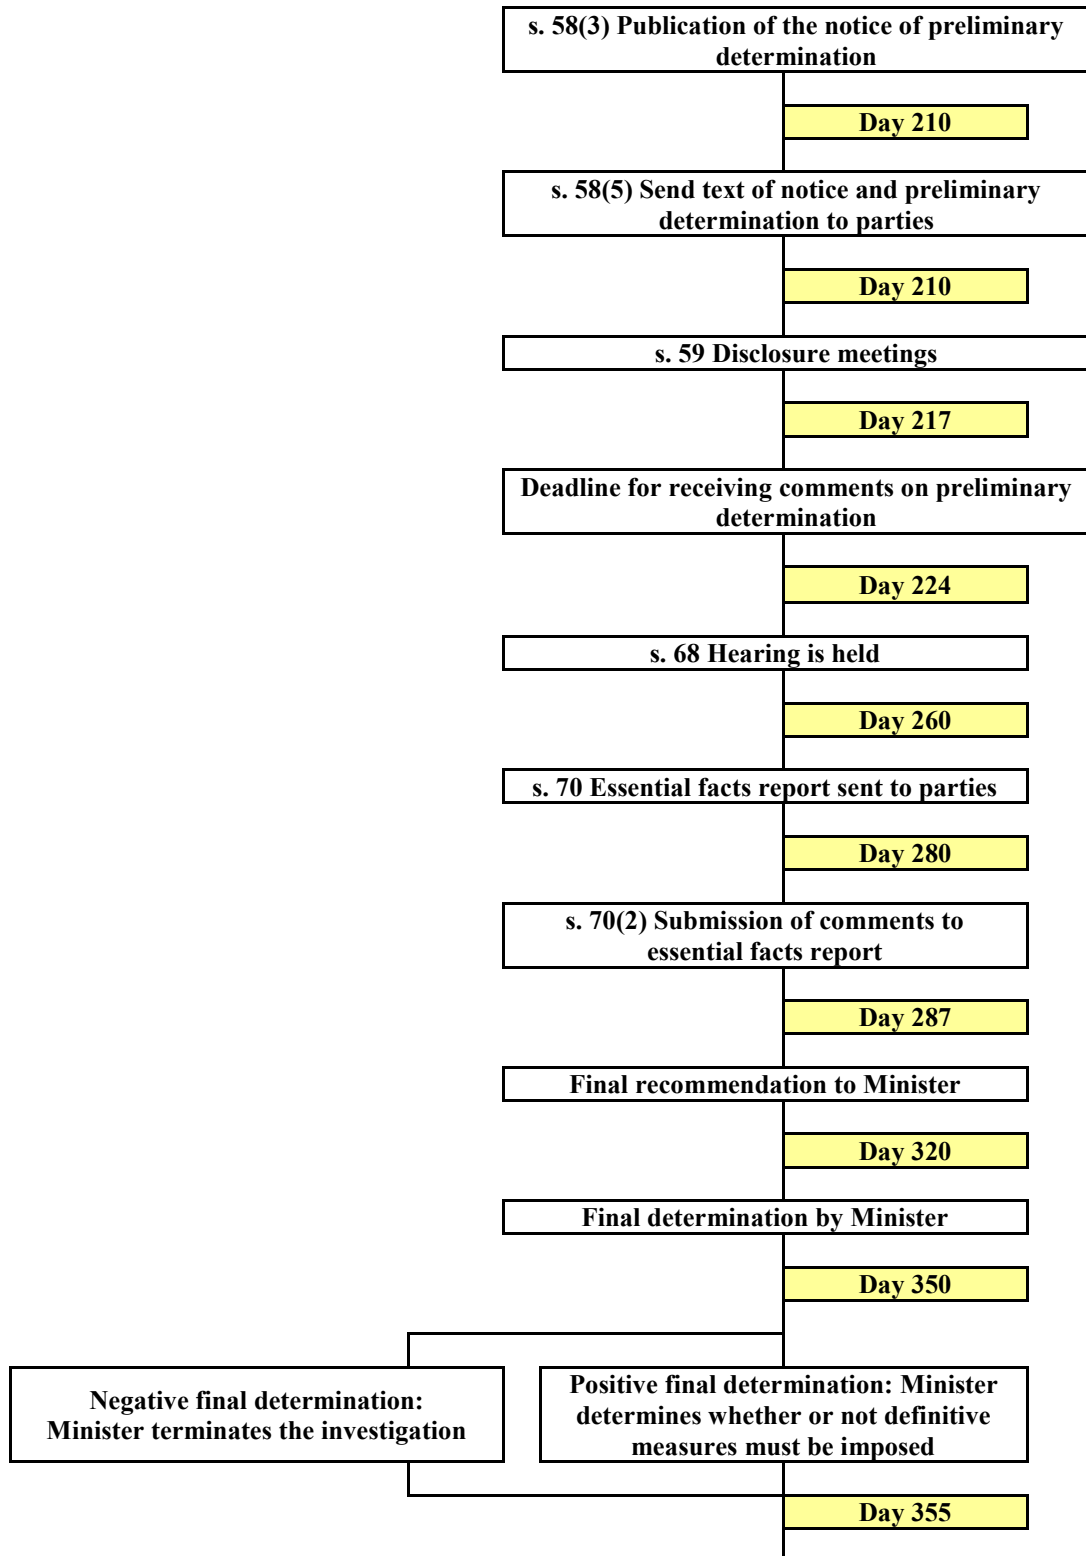 s. 58(3) Publication of the notice of preliminary
determination
Day 210
s. 58(5) Send text of notice and preliminary
determination to parties
Day 210
s. 59 Disclosure meetings
Day 217
Deadline for receiving comments on preliminary
determination
Day 224
s. 68 Hearing is held
Day 260
s. 70 Essential facts report sent to parties
Day 280
s. 70(2) Submission of comments to
essential facts report
Day 287
Final recommendation to Minister
Day 320
Final determination by Minister
Day 350
Negative final determination:
Minister terminates the investigation
Positive final determination: Minister
determines whether or not definitive
measures must be imposed
Day 355